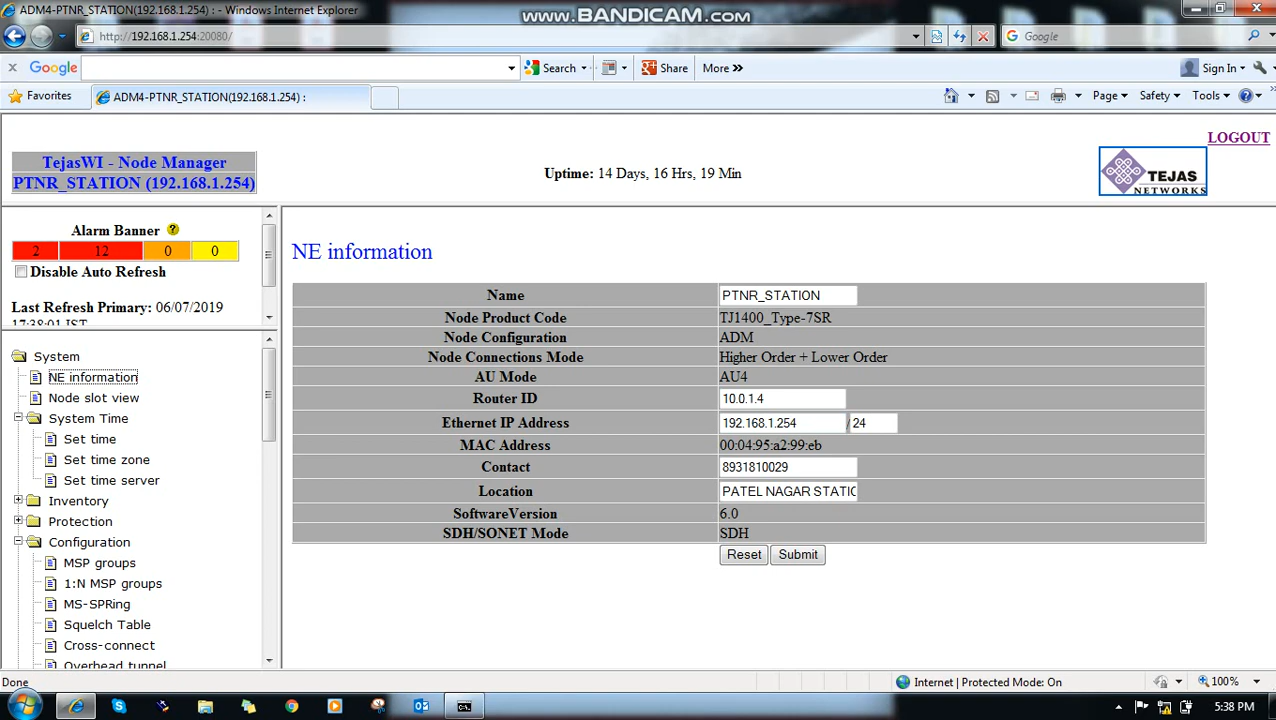 ADM4-PTNR_STATION(192.168.1.254) : - Windows Internet Explorer
www.BANDICAM.com
http://192.168.1.254:20080/
Google
x Google Search Share More » Sign In
Favorites ADM4-PTNR_STATION(192.168.1.254) : Page Safety Tools
LOGOUT
TejasWI - Node Manager
PTNR_STATION (192.168.1.254)
Uptime: 14 Days, 16 Hrs, 19 Min
TEJAS
NETWORKS
Alarm Banner ?
2 12 0 0
Disable Auto Refresh
Last Refresh Primary: 06/07/2019
17:38:01 IST
System
NE information
Node slot view
System Time
Set time
Set time zone
Set time server
Inventory
Protection
Configuration
MSP groups
1:N MSP groups
MS-SPRing
Squelch Table
Cross-connect
Overhead tunnel
NE information
Name PTNR_STATION
Node Product Code TJ1400_Type-7SR
Node Configuration ADM
Node Connections Mode Higher Order + Lower Order
AU Mode AU4
Router ID 10.0.1.4
Ethernet IP Address 192.168.1.254 / 24
MAC Address 00:04:95:a2:99:eb
Contact 8931810029
Location PATEL NAGAR STATIC
SoftwareVersion 6.0
SDH/SONET Mode SDH
Reset Submit
Done Internet | Protected Mode: On 100%
5:38 PM